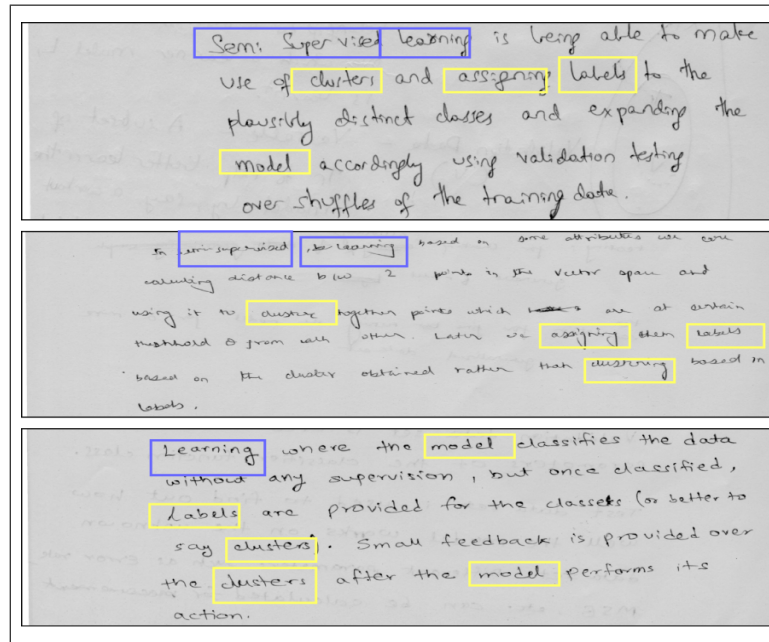 Semi Supervised learning is being able to make
use of clusters and assigning labels to the
plausibly distinct classes and expanding the
model accordingly using validation testing
over shuffles of the training data.
In semi-supervised learning based on some attributes we are
calculating distance b/w 2 points in the vector space and
using it to cluster together points which are at certain
threshhold θ from each other. Later we assigning them labels
based on the cluster obtained rather than clustering based on
labels.
Learning where the model classifies the data
without any supervision, but once classified,
Labels are provided for the classes (or better to
say clusters). Small feedback is provided over
the clusters after the model performs its
action.